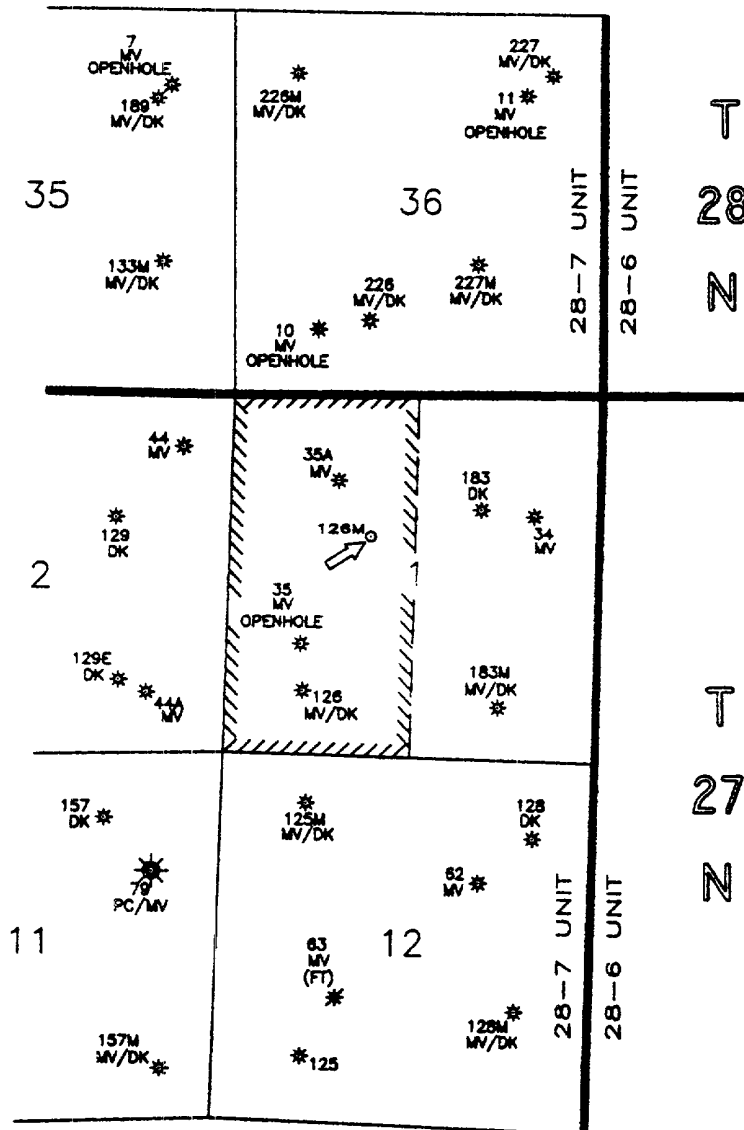 7
MV
OPENHOLE
189
MV/DK
226M
MV/DK
227
MV/DK
11
MV
OPENHOLE
T
28
N
35
36
133M
MV/DK
226
MV/DK
227M
MV/DK
10
MV
OPENHOLE
28-7 UNIT
28-6 UNIT
44
MV
35A
MV
183
DK
129
DK
126M
34
MV
2
1
35
MV
OPENHOLE
129E
DK
44A
MV
126
MV/DK
183M
MV/DK
T
27
N
157
DK
125M
MV/DK
128
DK
79
PC/MV
62
MV
11
63
MV
(FT)
12
28-7 UNIT
28-6 UNIT
157M
MV/DK
125
128M
MV/DK